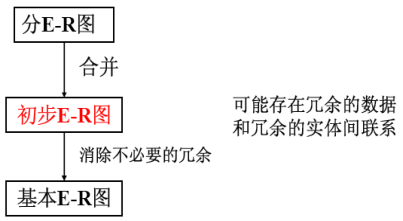 分E-R图
合并
初步E-R图
可能存在冗余的数据
和冗余的实体间联系
消除不必要的冗余
基本E-R图